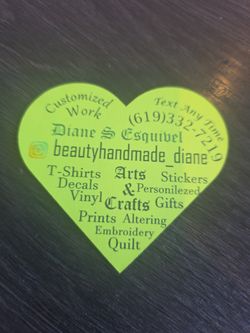 Customized
Work
Text Any Time
(619)332-7219
Diane S Esquivel
beautyhandmade_diane
T-Shirts Arts Stickers
Decals & Personilezed
Vinyl Crafts Gifts
Prints Altering
Embroidery
Quilt